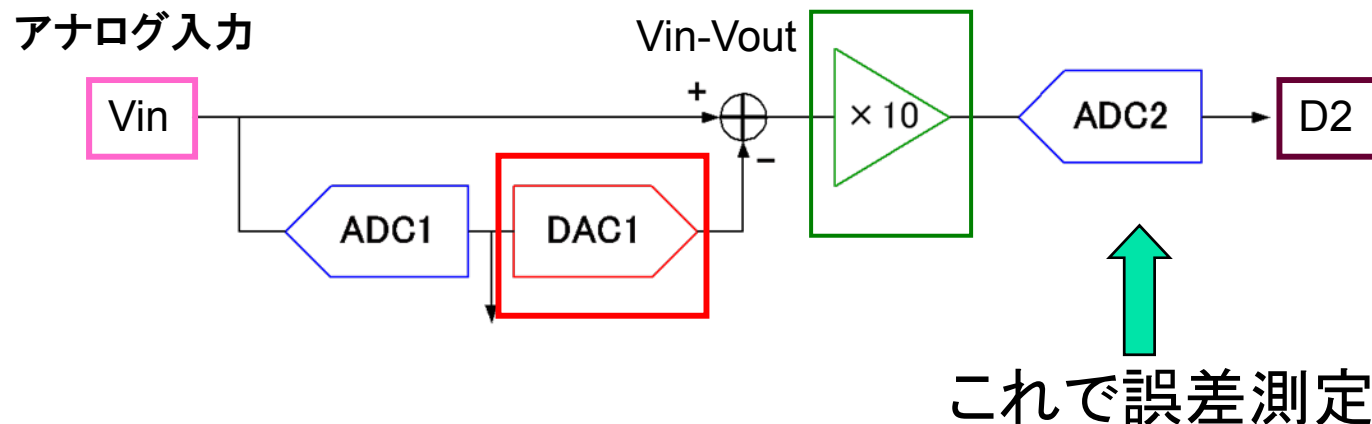 アナログ入力
Vin-Vout
Vin
+
× 10
ADC2
D2
−
ADC1
DAC1
これで誤差測定